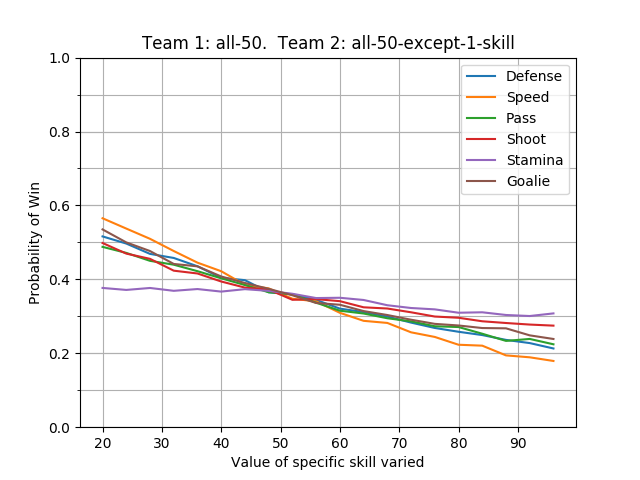 Team 1: all-50.  Team 2: all-50-except-1-skill
1.0
0.8
0.6
0.4
0.2
0.0
Probability of Win
Defense
Speed
Pass
Shoot
Stamina
Goalie
20 30 40 50 60 70 80 90
Value of specific skill varied